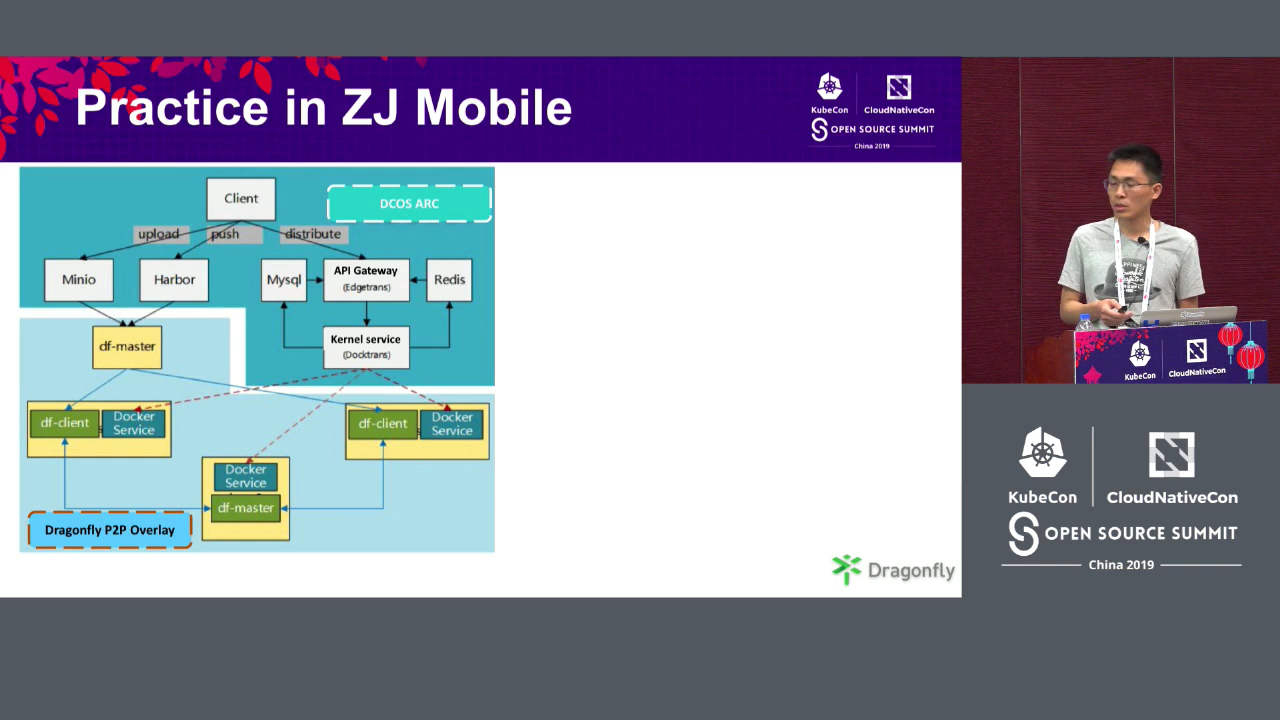 Practice in ZJ Mobile
KubeCon
CloudNativeCon
OPEN SOURCE SUMMIT
China 2019
Client
DCOS ARC
upload
push
distribute
Minio
Harbor
Mysql
API Gateway
(Edgetrans)
Redis
df-master
Kernel service
(Docktrans)
df-client
Docker
Service
df-client
Docker
Service
Docker
Service
df-master
Dragonfly P2P Overlay
Dragonfly
KubeCon
CloudNativeCon
KubeCon
CloudNativeCon
OPEN SOURCE SUMMIT
China 2019